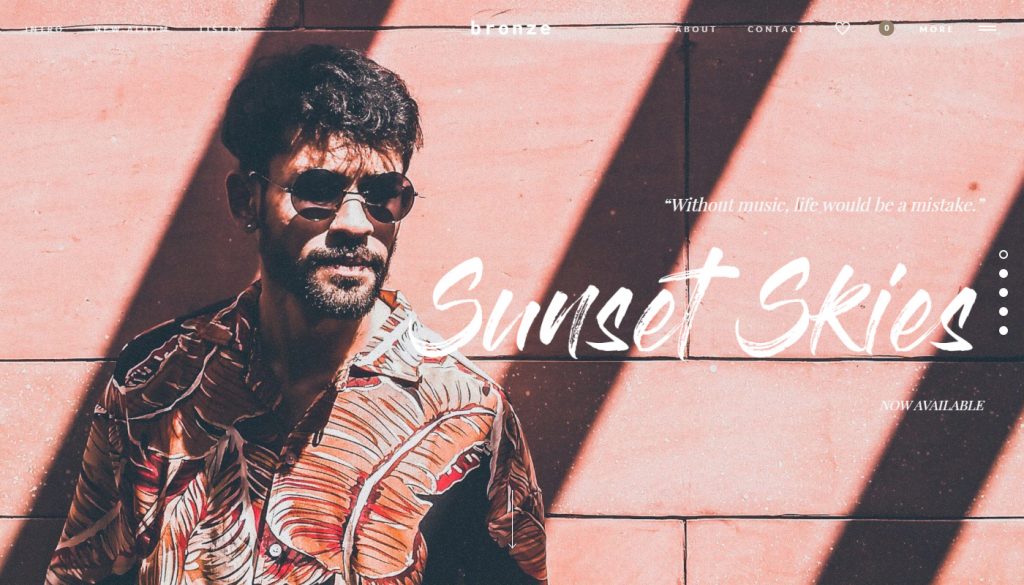 INTRO NEW ALBUM LISTEN bronze ABOUT CONTACT 0 MORE
“Without music, life would be a mistake.”
Sunset Skies
NOW AVAILABLE